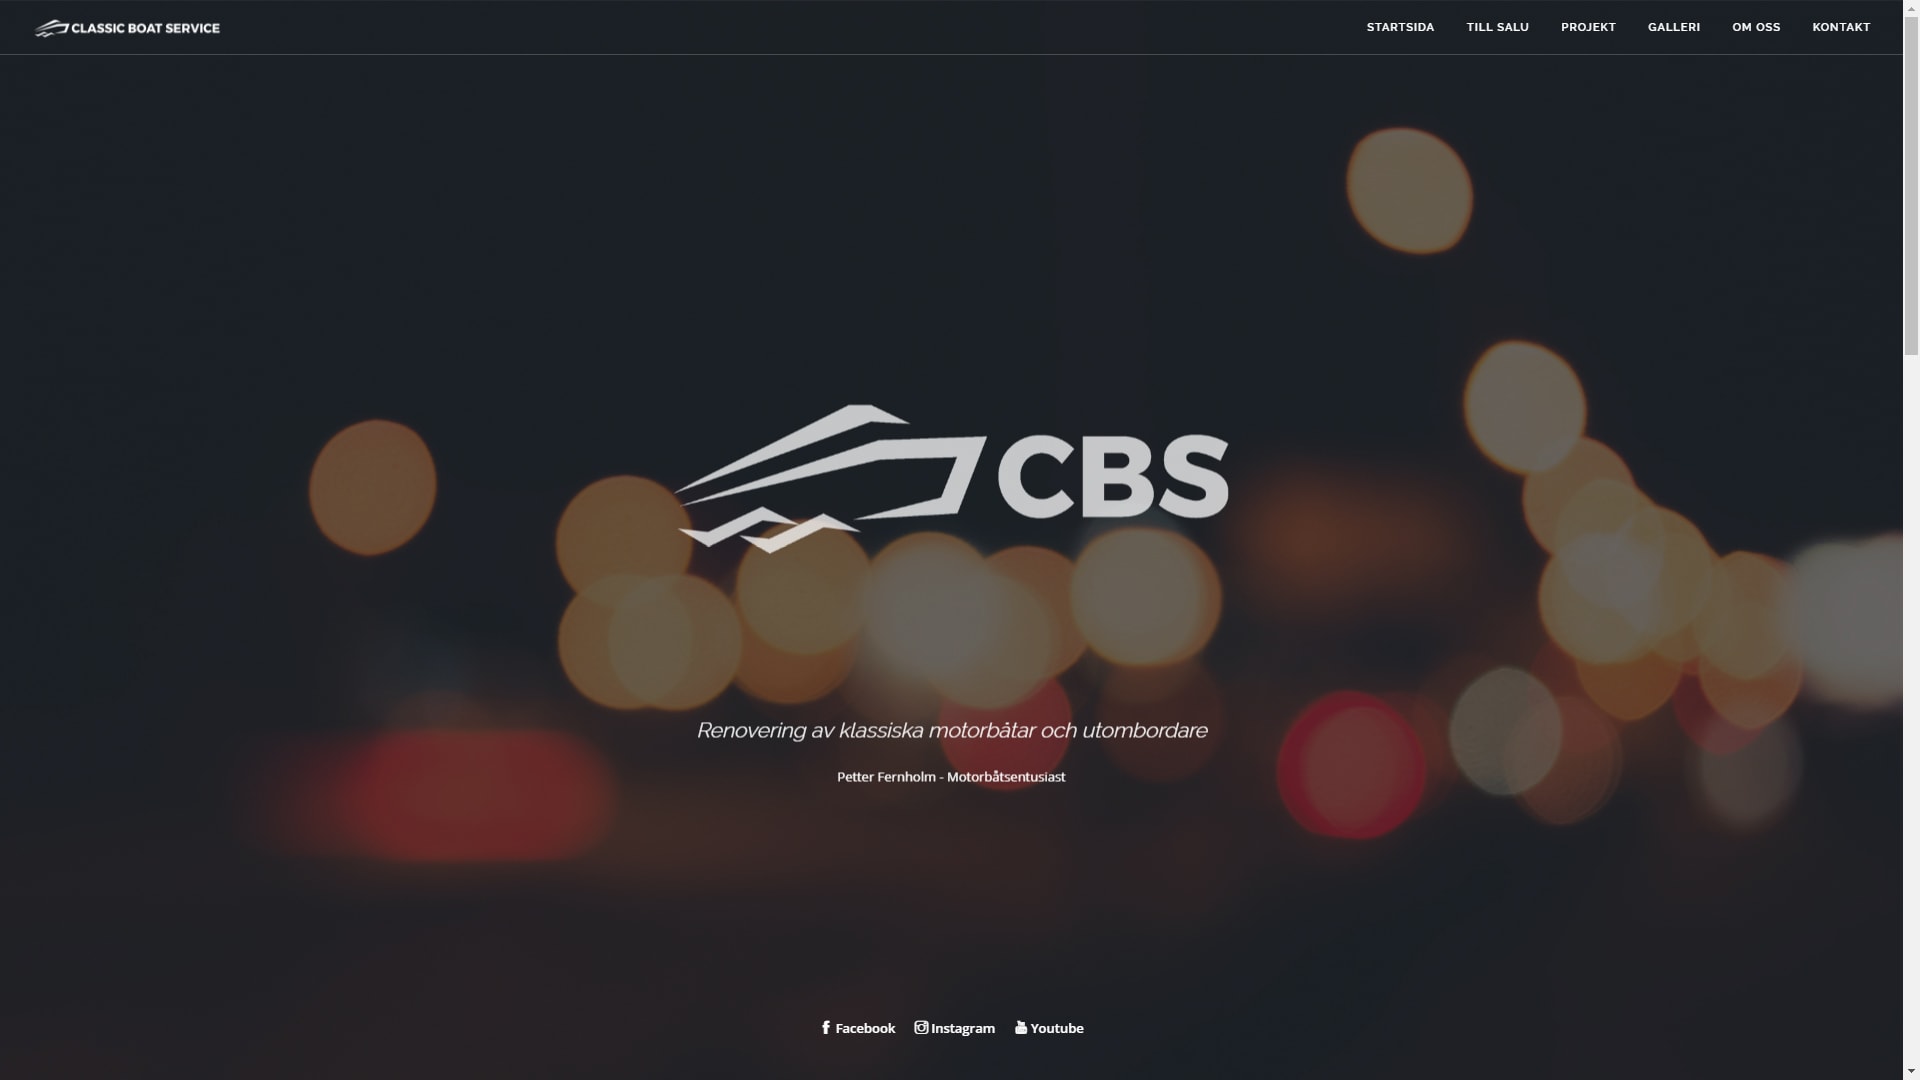 CLASSIC BOAT SERVICE
STARTSIDA TILL SALU PROJEKT GALLERI OM OSS KONTAKT
CBS
Renovering av klassiska motorbåtar och utombordare
Petter Fernholm - Motorbåtsentusiast
Facebook Instagram Youtube